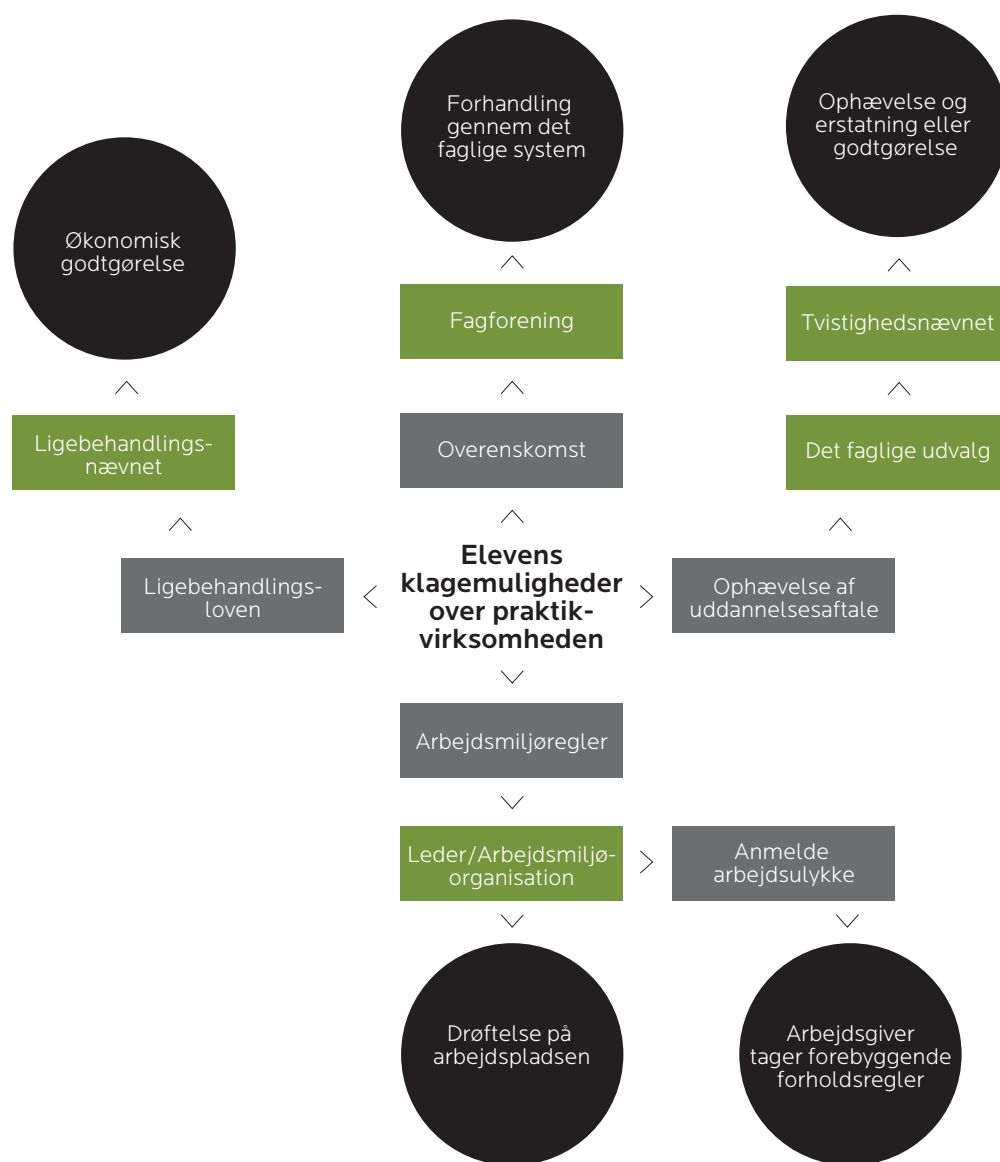 Forhandling
gennem det
faglige system
Ophævelse og
erstatning eller
godtgørelse
Økonomisk
godtgørelse
Fagforening
Tvistighedsnævnet
Ligebehandlings-
nævnet
Overenskomst
Det faglige udvalg
Ligebehandlings-
loven
Elevens
klagemuligheder
over praktik-
virksomheden
Ophævelse af
uddannelsesaftale
Arbejdsmiljøregler
Leder/Arbejdsmiljø-
organisation
Anmelde
arbejdsulykke
Drøftelse på
arbejdspladsen
Arbejdsgiver
tager forebyggende
forholdsregler